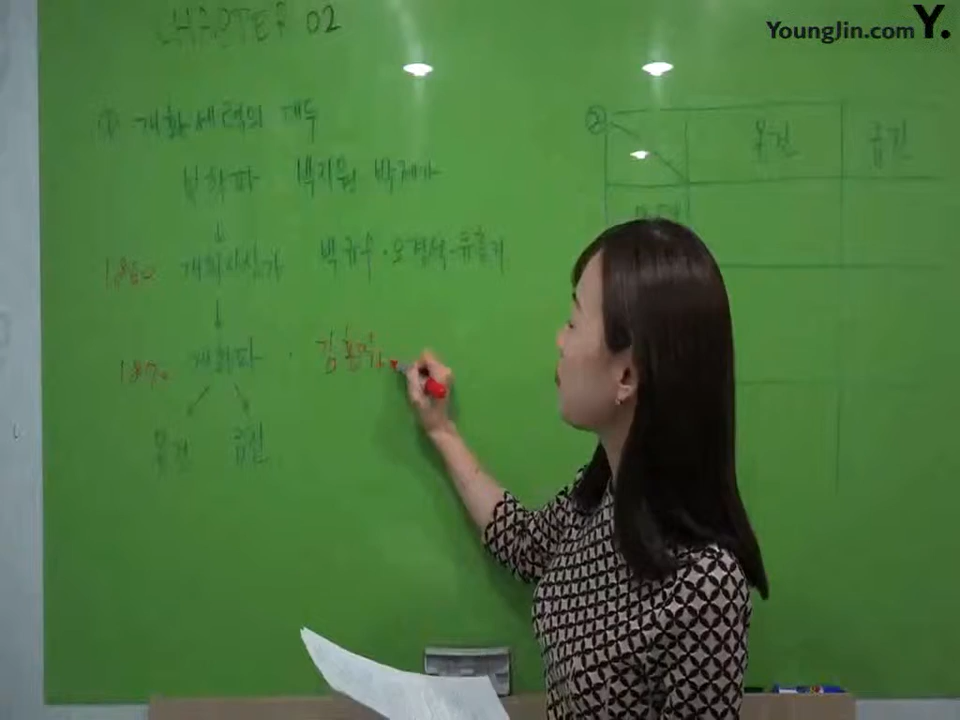 YoungJin.com Y.
CHAPTER 02
① 개화 세력의 대두
북학파 박지원 박제가
↓
1860 개화사상가 박규수·오경석·유홍기
↓
1870 개화파 · 김홍
온건 급진
② 온건 급진